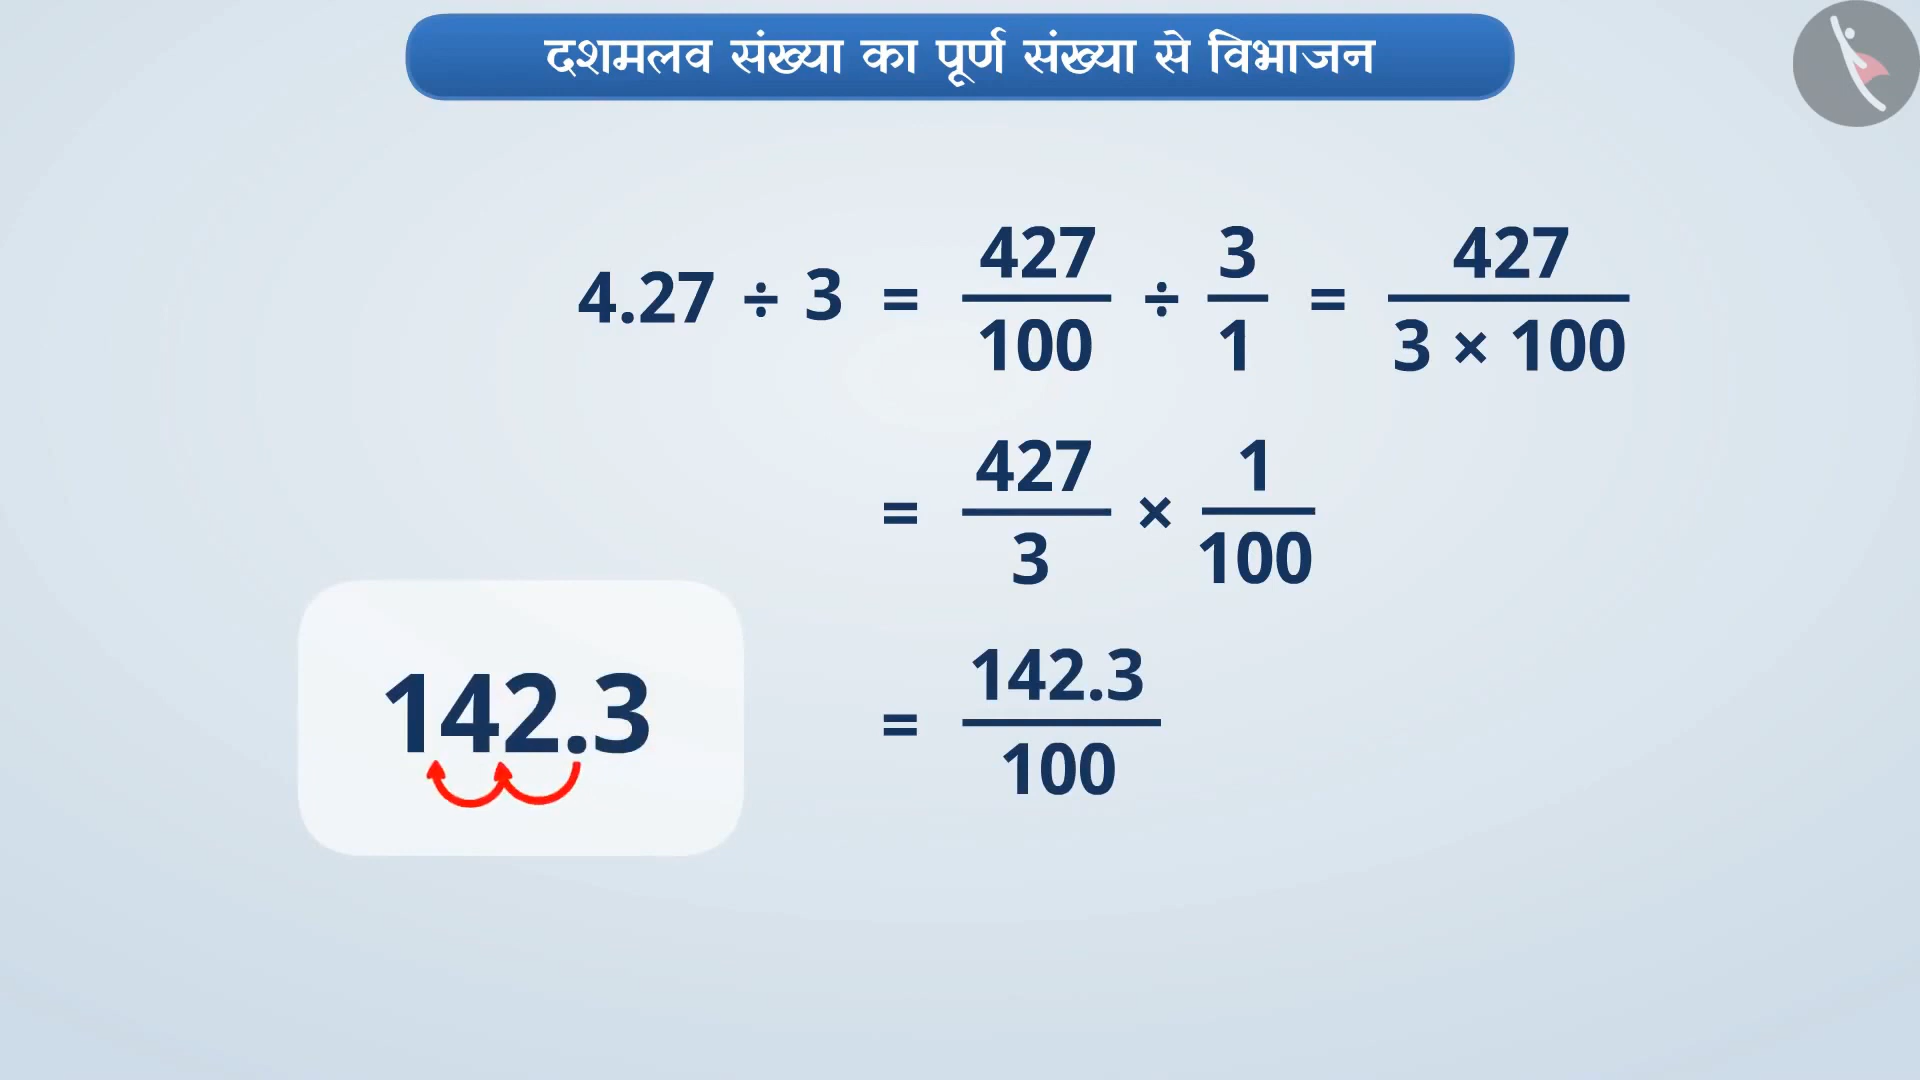 दशमलव संख्या का पूर्ण संख्या से विभाजन
4.27 ÷ 3 = 427/100 ÷ 3/1 = 427/(3 × 100)
= 427/3 × 1/100
142.3
= 142.3/100